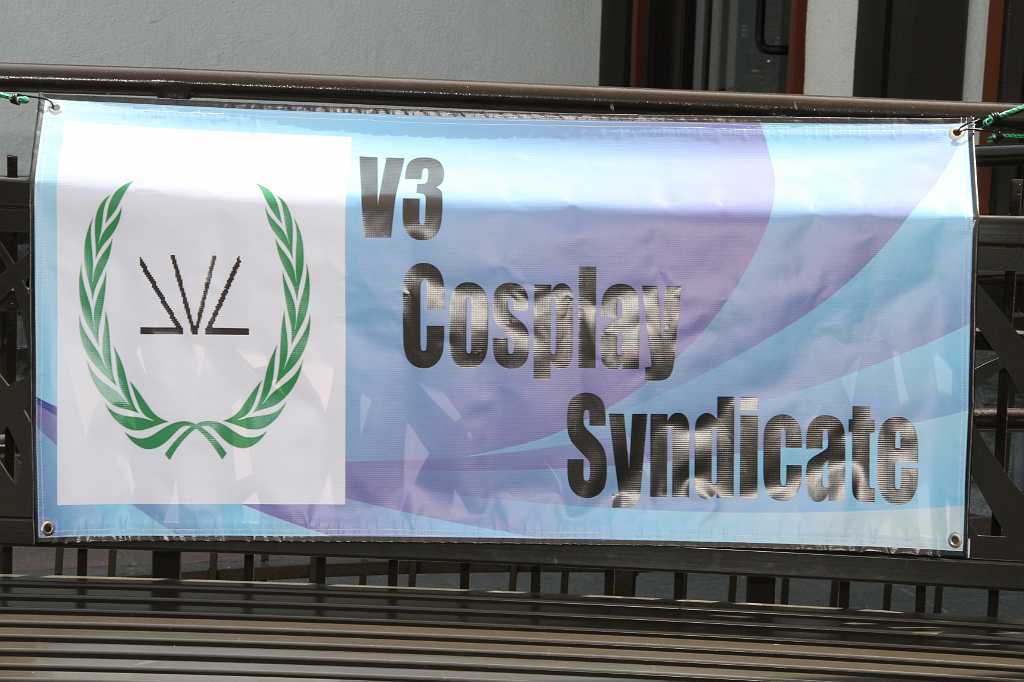 V3
Cosplay
Syndicate